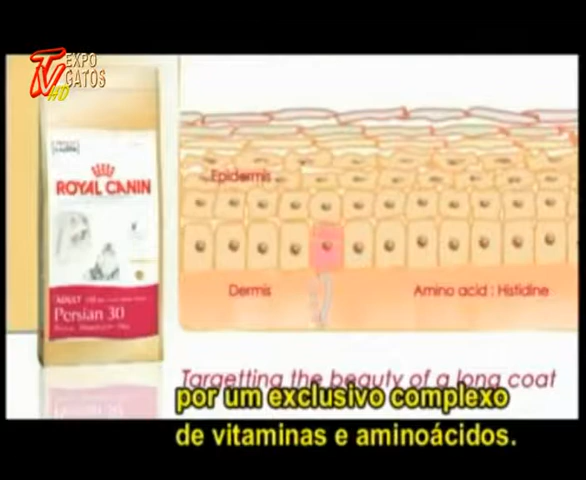 TV EXPO
GATOS
HD
ROYAL CANIN
ADULT
Persian 30
Epidermis
Dermis
Amino acid : Histidine
Targetting the beauty of a long coat
por um exclusivo complexo
de vitaminas e aminoácidos.